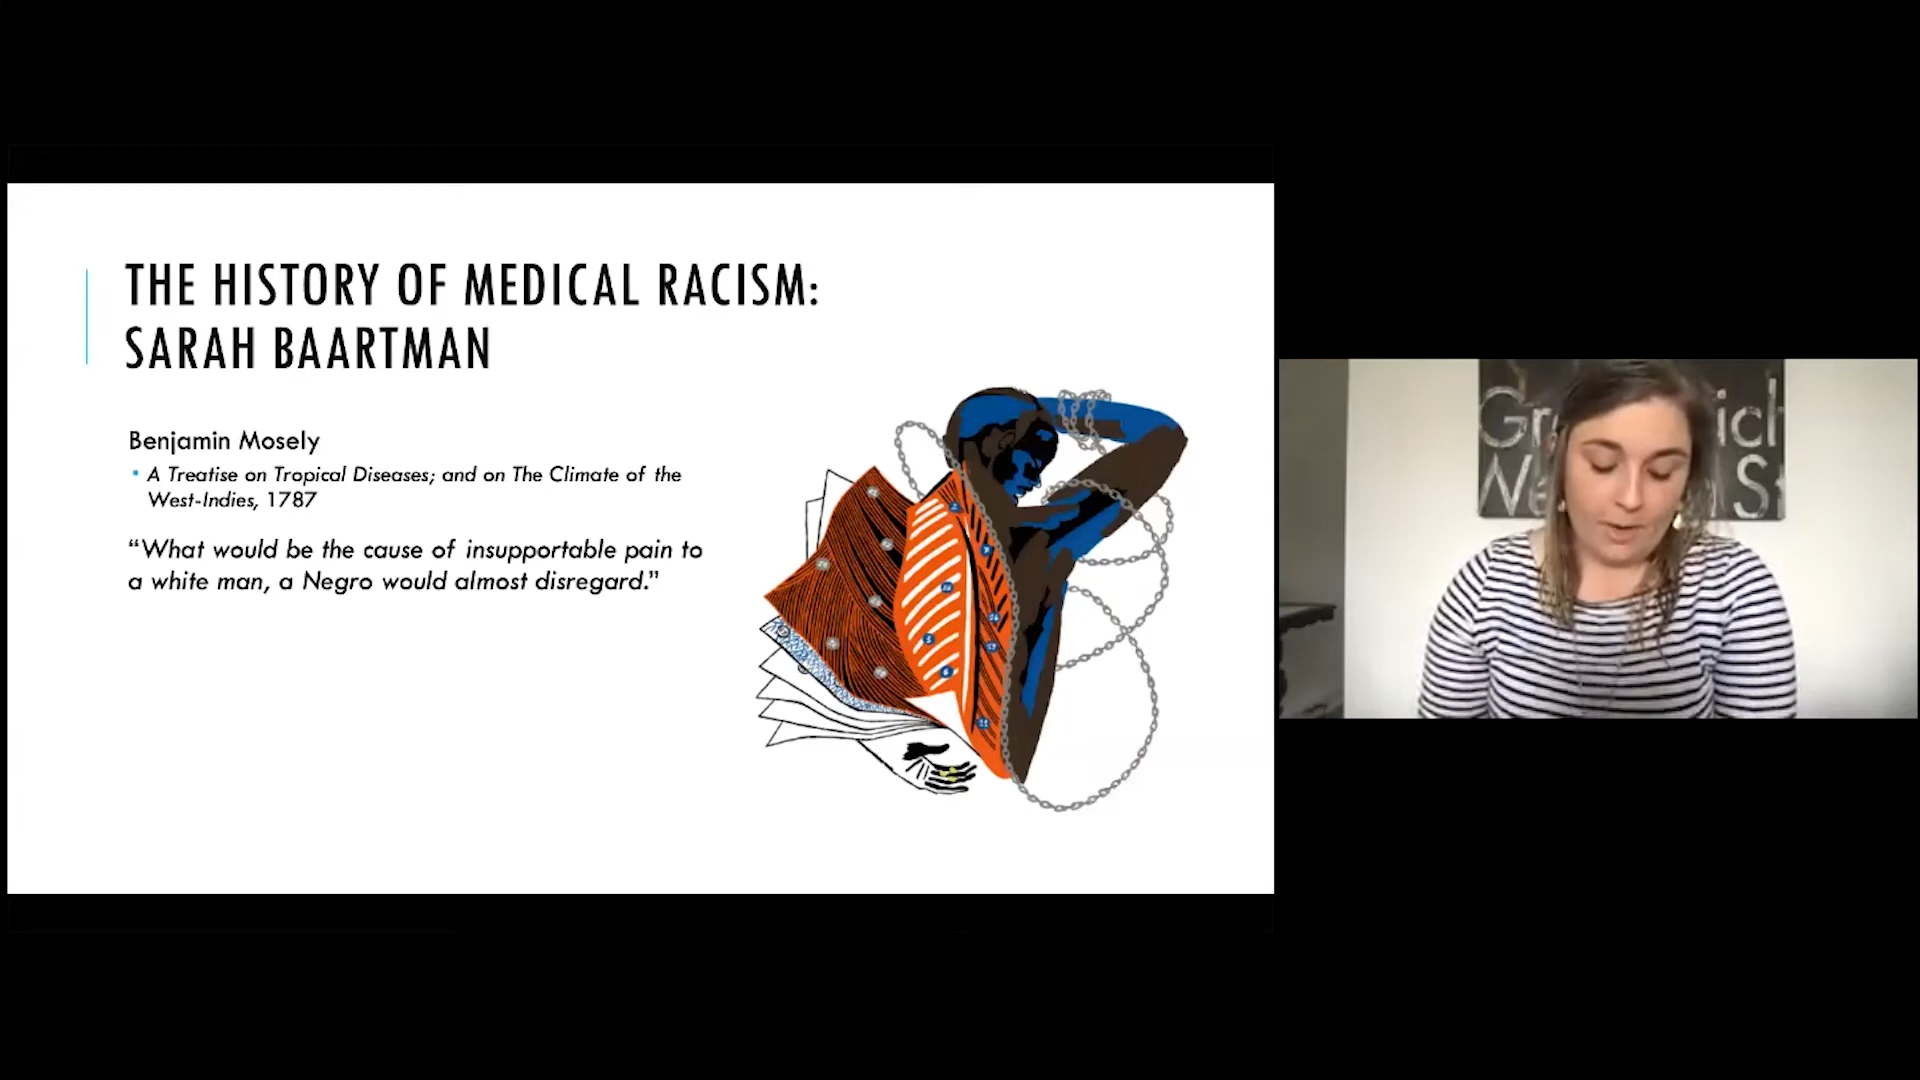 THE HISTORY OF MEDICAL RACISM:
SARAH BAARTMAN
Benjamin Mosely
A Treatise on Tropical Diseases; and on The Climate of the
West-Indies, 1787
“What would be the cause of insupportable pain to
a white man, a Negro would almost disregard.”